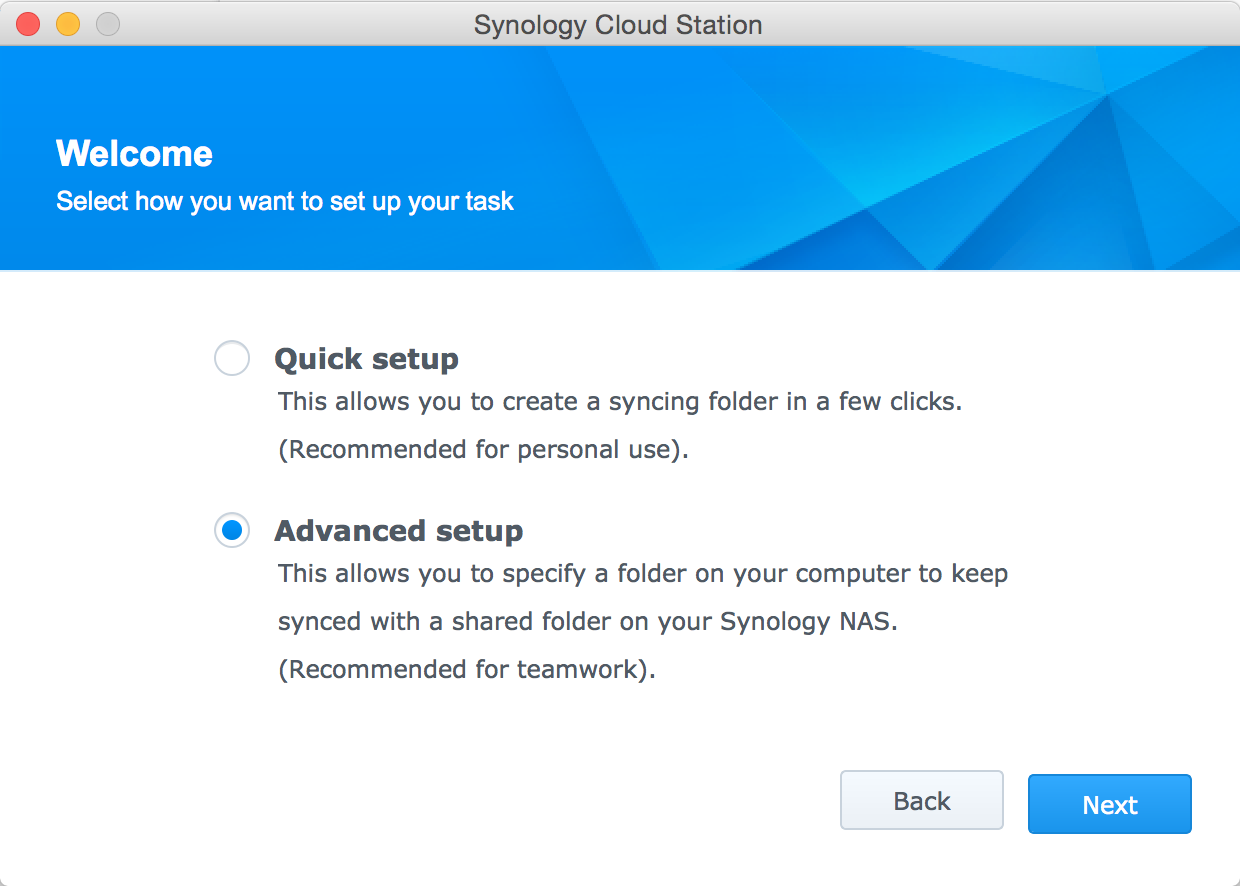 Synology Cloud Station
Welcome
Select how you want to set up your task
Quick setup
This allows you to create a syncing folder in a few clicks.
(Recommended for personal use).
Advanced setup
This allows you to specify a folder on your computer to keep
synced with a shared folder on your Synology NAS.
(Recommended for teamwork).
Back
Next